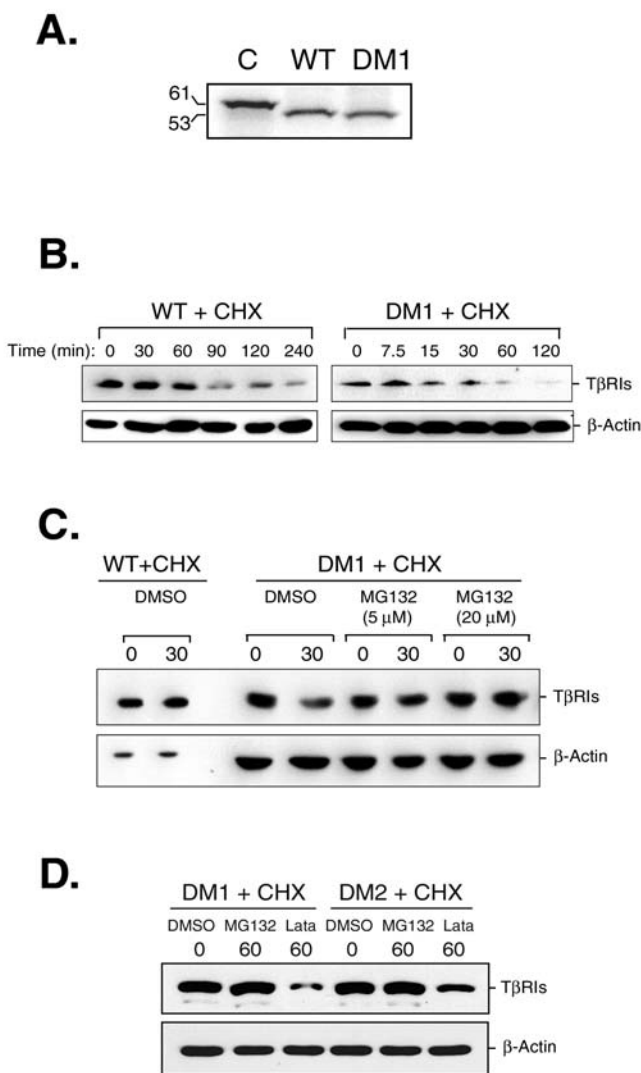 A.
C WT DM1
61
53
B.
WT + CHX DM1 + CHX
Time (min): 0 30 60 90 120 240 0 7.5 15 30 60 120
TβRIs
β-Actin
C.
WT+CHX DM1 + CHX
DMSO DMSO MG132 MG132
(5 μM) (20 μM)
0 30 0 30 0 30 0 30
TβRIs
β-Actin
D.
DM1 + CHX DM2 + CHX
DMSO MG132 Lata DMSO MG132 Lata
0 60 60 0 60 60
TβRIs
β-Actin